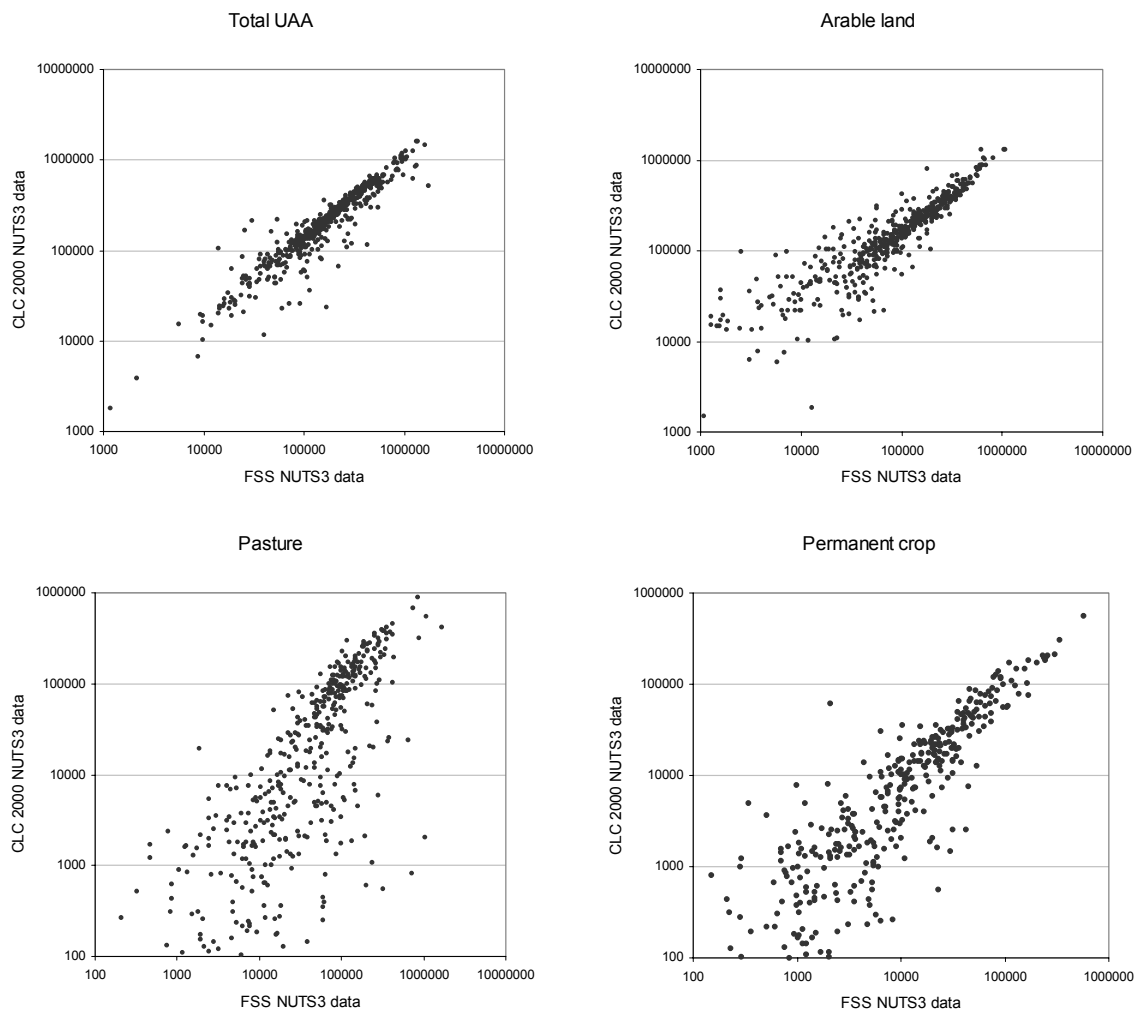 Total UAA
10000000
1000000
100000
10000
1000
1000 10000 100000 1000000 10000000
CLC 2000 NUTS3 data
FSS NUTS3 data
Arable land
10000000
1000000
100000
10000
1000
1000 10000 100000 1000000 10000000
CLC 2000 NUTS3 data
FSS NUTS3 data
Pasture
1000000
100000
10000
1000
100
100 1000 10000 100000 1000000 10000000
CLC 2000 NUTS3 data
FSS NUTS3 data
Permanent crop
1000000
100000
10000
1000
100
100 1000 10000 100000 1000000
CLC 2000 NUTS3 data
FSS NUTS3 data